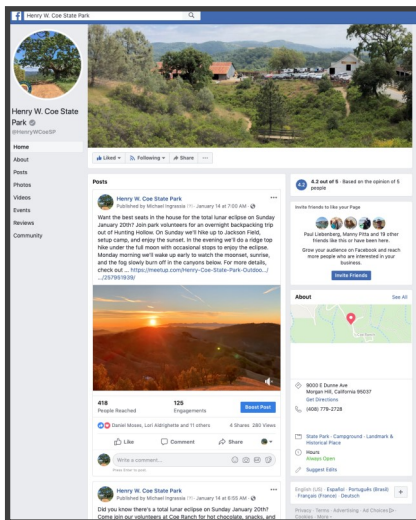 Henry W. Coe State Park
Henry W. Coe State
Park
@HenryWCoeSP
Home
About
Posts
Photos
Videos
Events
Reviews
Community
Liked
Following
Share
Posts
Henry W. Coe State Park
Published by Michael Ingrassia · January 14 at 7:00 AM ·
Want the best seats in the house for the total lunar eclipse on Sunday
January 20th? Join park volunteers for an overnight backpacking trip
out of Hunting Hollow. On Sunday we'll hike up to Jackson Field,
setup camp, and enjoy the sunset. In the evening we'll do a ridge top
hike under the full moon with occasional stops to enjoy the eclipse.
Monday morning we'll wake up early to watch the moonset, sunrise,
and the fog slowly burn off in the canyons below. For more details,
check out ... https://meetup.com/Henry-Coe-State-Park-Outdoo.../
.../257951939/
418
People Reached
125
Engagements
Boost Post
Daniel Moses, Lori Aldrighette and 11 others
4 Shares 280 Views
Like
Comment
Share
Write a comment...
Press Enter to post.
Henry W. Coe State Park
Published by Michael Ingrassia · January 14 at 6:55 AM ·
Did you know there's a total lunar eclipse on Sunday January 20th?
Come join our volunteers at Coe Ranch for hot chocolate, snacks, and
4.2
4.2 out of 5 · Based on the opinion of 5
people
Invite friends to like your Page
Paul Liebenberg, Manny Pitta and 19 other
friends like this or have been here.
Grow your audience on Facebook and reach
more people who are interested in your
business.
Invite Friends
About
See All
9000 E Dunne Ave
Morgan Hill, California 95037
Get Directions
(408) 779-2728
State Park · Campground · Landmark &
Historical Place
Hours
Always Open
Suggest Edits
English (US) · Español · Português (Brasil)
· Français (France) · Deutsch
Privacy · Terms · Advertising · Ad Choices
Cookies · More